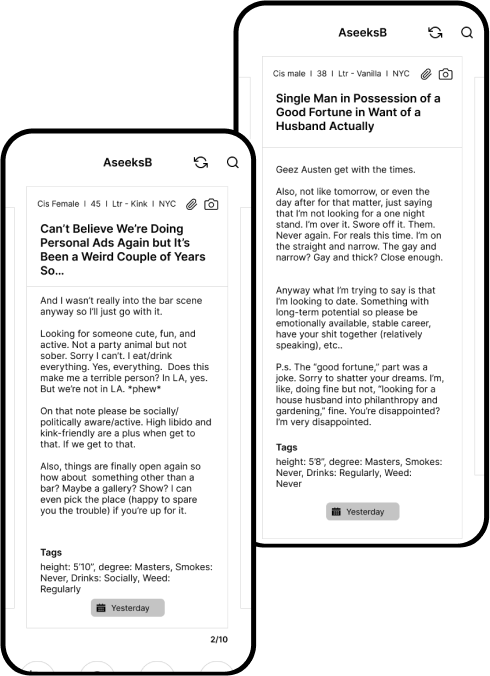 AseeksB
Cis male | 38 | Ltr - Vanilla | NYC
Single Man in Possession of a
Good Fortune in Want of a
Husband Actually
Geez Austen get with the times.
Also, not like tomorrow, or even the
day after for that matter, just saying
that I'm not looking for a one night
stand. I'm over it. Swore off it. Them.
Never again. For reals this time. I'm on
the straight and narrow. The gay and
narrow? Gay and thick? Close enough.
Anyway what I'm trying to say is that
I'm looking to date. Something with
long-term potential so please be
emotionally available, stable career,
have your shit together (relatively
speaking), etc..
P.s. The "good fortune," part was a
joke. Sorry to shatter your dreams. I'm,
like, doing fine but not, "looking for a
house husband into philanthropy and
gardening," fine. You're disappointed?
I'm very disappointed.
Tags
height: 5'8", degree: Masters, Smokes:
Never, Drinks: Regularly, Weed:
Never
Yesterday
AseeksB
Cis Female | 45 | Ltr - Kink | NYC
Can't Believe We're Doing
Personal Ads Again but It's
Been a Weird Couple of Years
So...
And I wasn't really into the bar scene
anyway so I'll just go with it.
Looking for someone cute, fun, and
active. Not a party animal but not
sober. Sorry I can't. I eat/drink
everything. Yes, everything. Does this
make me a terrible person? In LA, yes.
But we're not in LA. *phew*
On that note please be socially/
politically aware/active. High libido and
kink-friendly are a plus when get to
that. If we get to that.
Also, things are finally open again so
how about something other than a
bar? Maybe a gallery? Show? I can
even pick the place (happy to spare
you the trouble) if you're up for it.
Tags
height: 5'10", degree: Masters, Smokes:
Never, Drinks: Socially, Weed:
Regularly
Yesterday
2/10